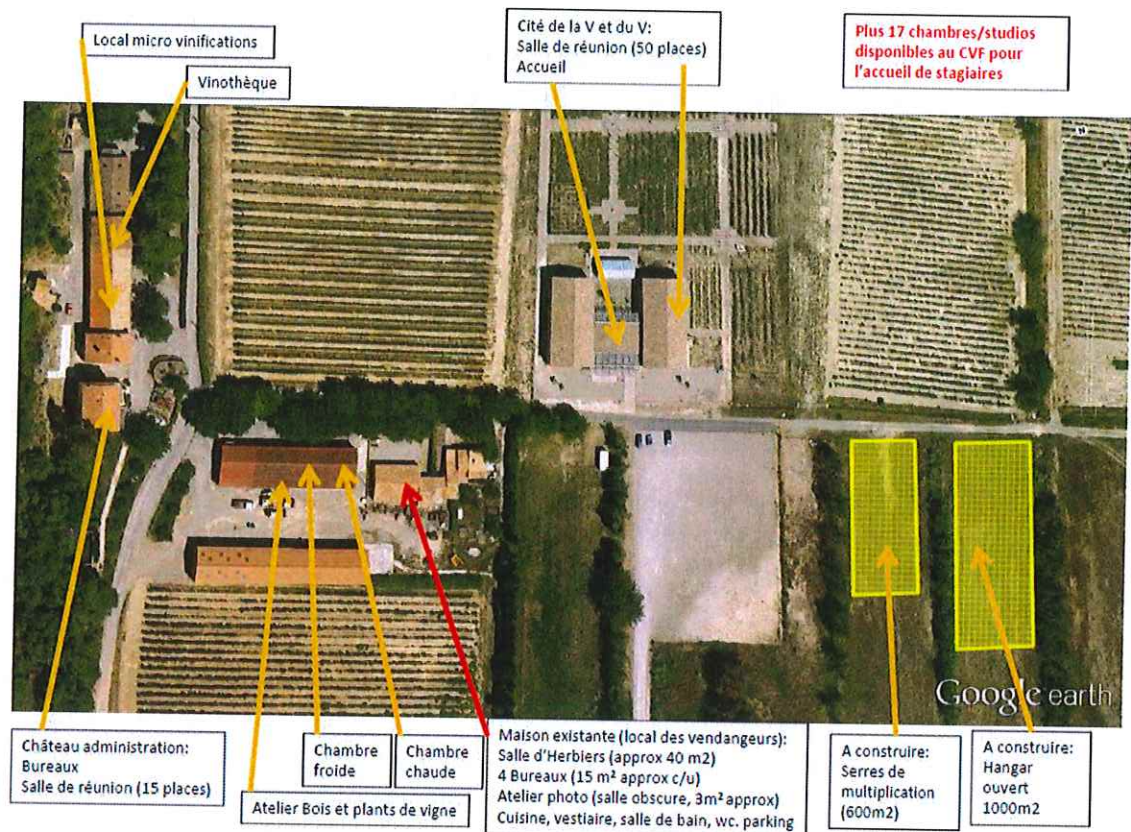 Local micro vinifications
Vinothèque
Cité de la V et du V:
Salle de réunion (50 places)
Accueil
Plus 17 chambres/studios
disponibles au CVF pour
l'accueil de stagiaires
Google earth
Château administration:
Bureaux
Salle de réunion (15 places)
Atelier Bois et plants de vigne
Chambre
froide
Chambre
chaude
Maison existante (local des vendangeurs):
Salle d'Herbiers (approx 40 m2)
4 Bureaux (15 m² approx c/u)
Atelier photo (salle obscure, 3m² approx)
Cuisine, vestiaire, salle de bain, wc. parking
A construire:
Serres de
multiplication
(600m2)
A construire:
Hangar
ouvert
1000m2